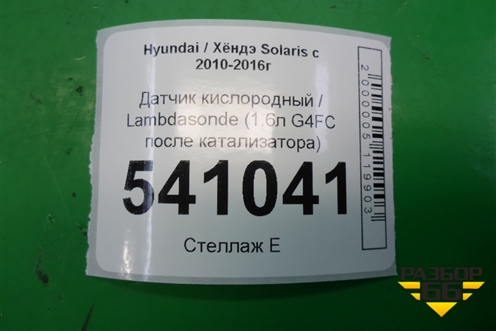 Hyundai / Хёндэ Solaris с
2010-2016г
Датчик кислородный /
Lambdasonde (1.6л G4FC
после катализатора)
541041
Стеллаж Е
2000005119903
РАЗБОР
66